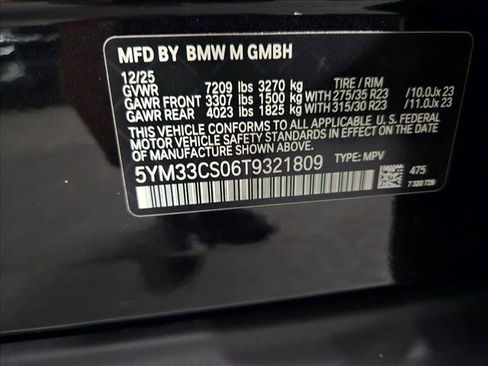 MFD BY BMW M GMBH
12/25
GVWR 7209 lbs 3270 kg TIRE / RIM
GAWR FRONT 3307 lbs 1500 kg WITH 275/35 R23 /10.0Jx 23
GAWR REAR 4023 lbs 1825 kg WITH 315/30 R23 /11.0Jx 23
THIS VEHICLE CONFORMS TO ALL APPLICABLE U.S. FEDERAL
MOTOR VEHICLE SAFETY STANDARDS IN EFFECT ON THE DATE OF
MANUFACTURE SHOWN ABOVE.
5YM33CS06T9321809 TYPE: MPV
475
7320729